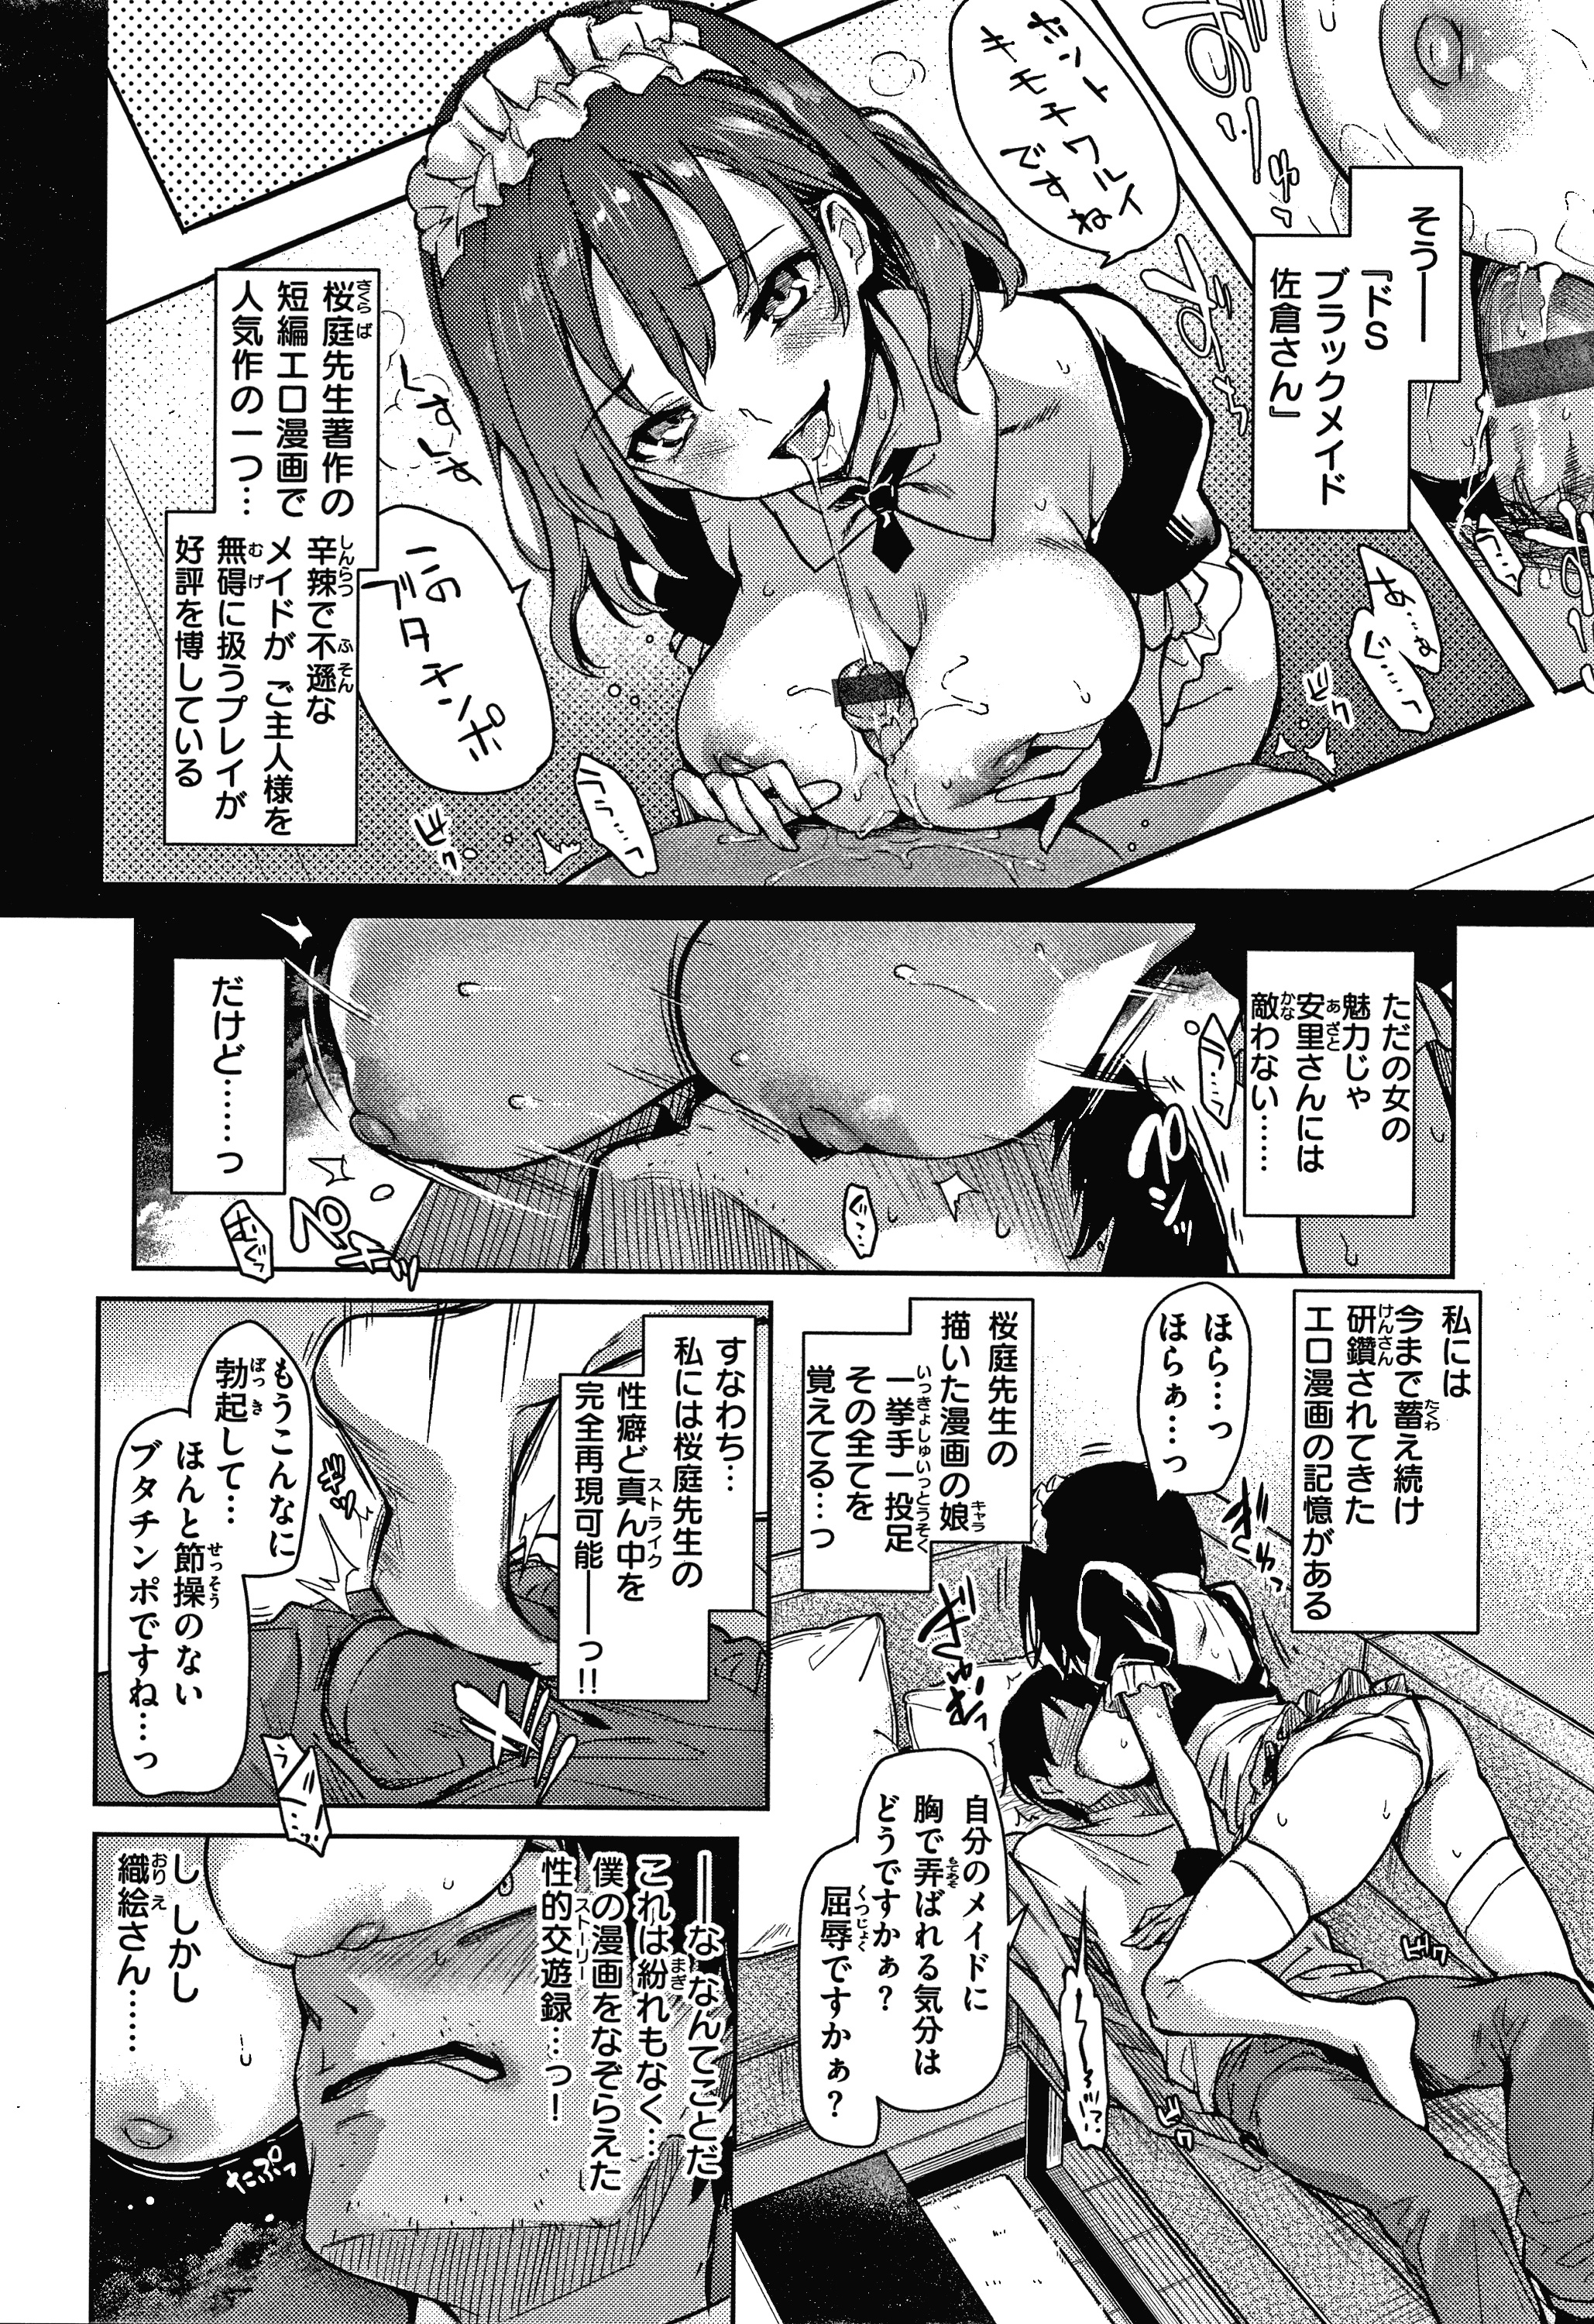 そう――
『ドS
ブラックメイド
佐倉さん』
ホント
キモチワルイ
ですね
桜庭先生著作の
短編エロ漫画で
人気作の一つ…
辛辣で不遜な
メイドが ご主人様を
無碍に扱うプレイが
好評を博している
この
ブタチンポ
ただの女の
魅力じゃ
安里さんには
敵わない……
だけど……っ
私には
今まで蓄え続け
研鑽されてきた
エロ漫画の記憶がある
ほら…っ
ほらぁ…っ
桜庭先生の
描いた漫画の娘
一挙手一投足
その全てを
覚えてる…っ
自分のメイドに
胸で弄ばれる気分は
どうですかぁ?
屈辱ですかぁ?
すなわち…
私には桜庭先生の
性癖ど真ん中を
完全再現可能――っ!!
もうこんなに
勃起して…
ほんと節操のない
ブタチンポですね…っ
――な なんてことだ
これは紛れもなく…
僕の漫画をなぞらえた
性的交遊録…っ!
し しかし
織絵さん……
たぷっ